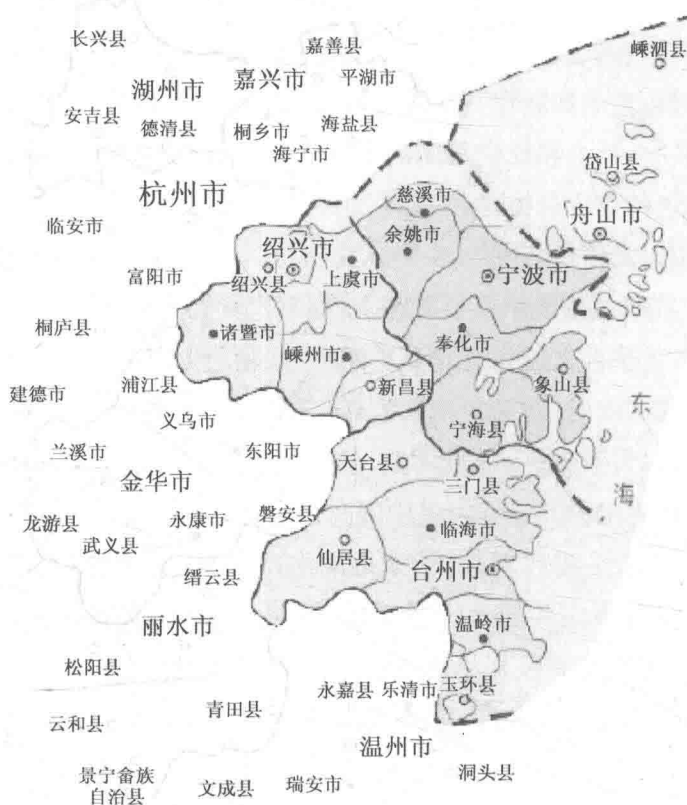 长兴县
嘉善县
嵊泗县
湖州市
嘉兴市
平湖市
安吉县
德清县
桐乡市
海盐县
海宁市
岱山县
杭州市
慈溪市
舟山市
临安市
绍兴市
余姚市
富阳市
绍兴县
上虞市
宁波市
桐庐县
诸暨市
嵊州市
奉化市
建德市
浦江县
新昌县
象山县
东
义乌市
宁海县
兰溪市
东阳市
天台县
金华市
三门县
海
龙游县
永康市
磐安县
临海市
武义县
仙居县
缙云县
台州市
丽水市
温岭市
松阳县
永嘉县
乐清市
玉环县
云和县
青田县
温州市
景宁畲族
自治县
文成县
瑞安市
洞头县